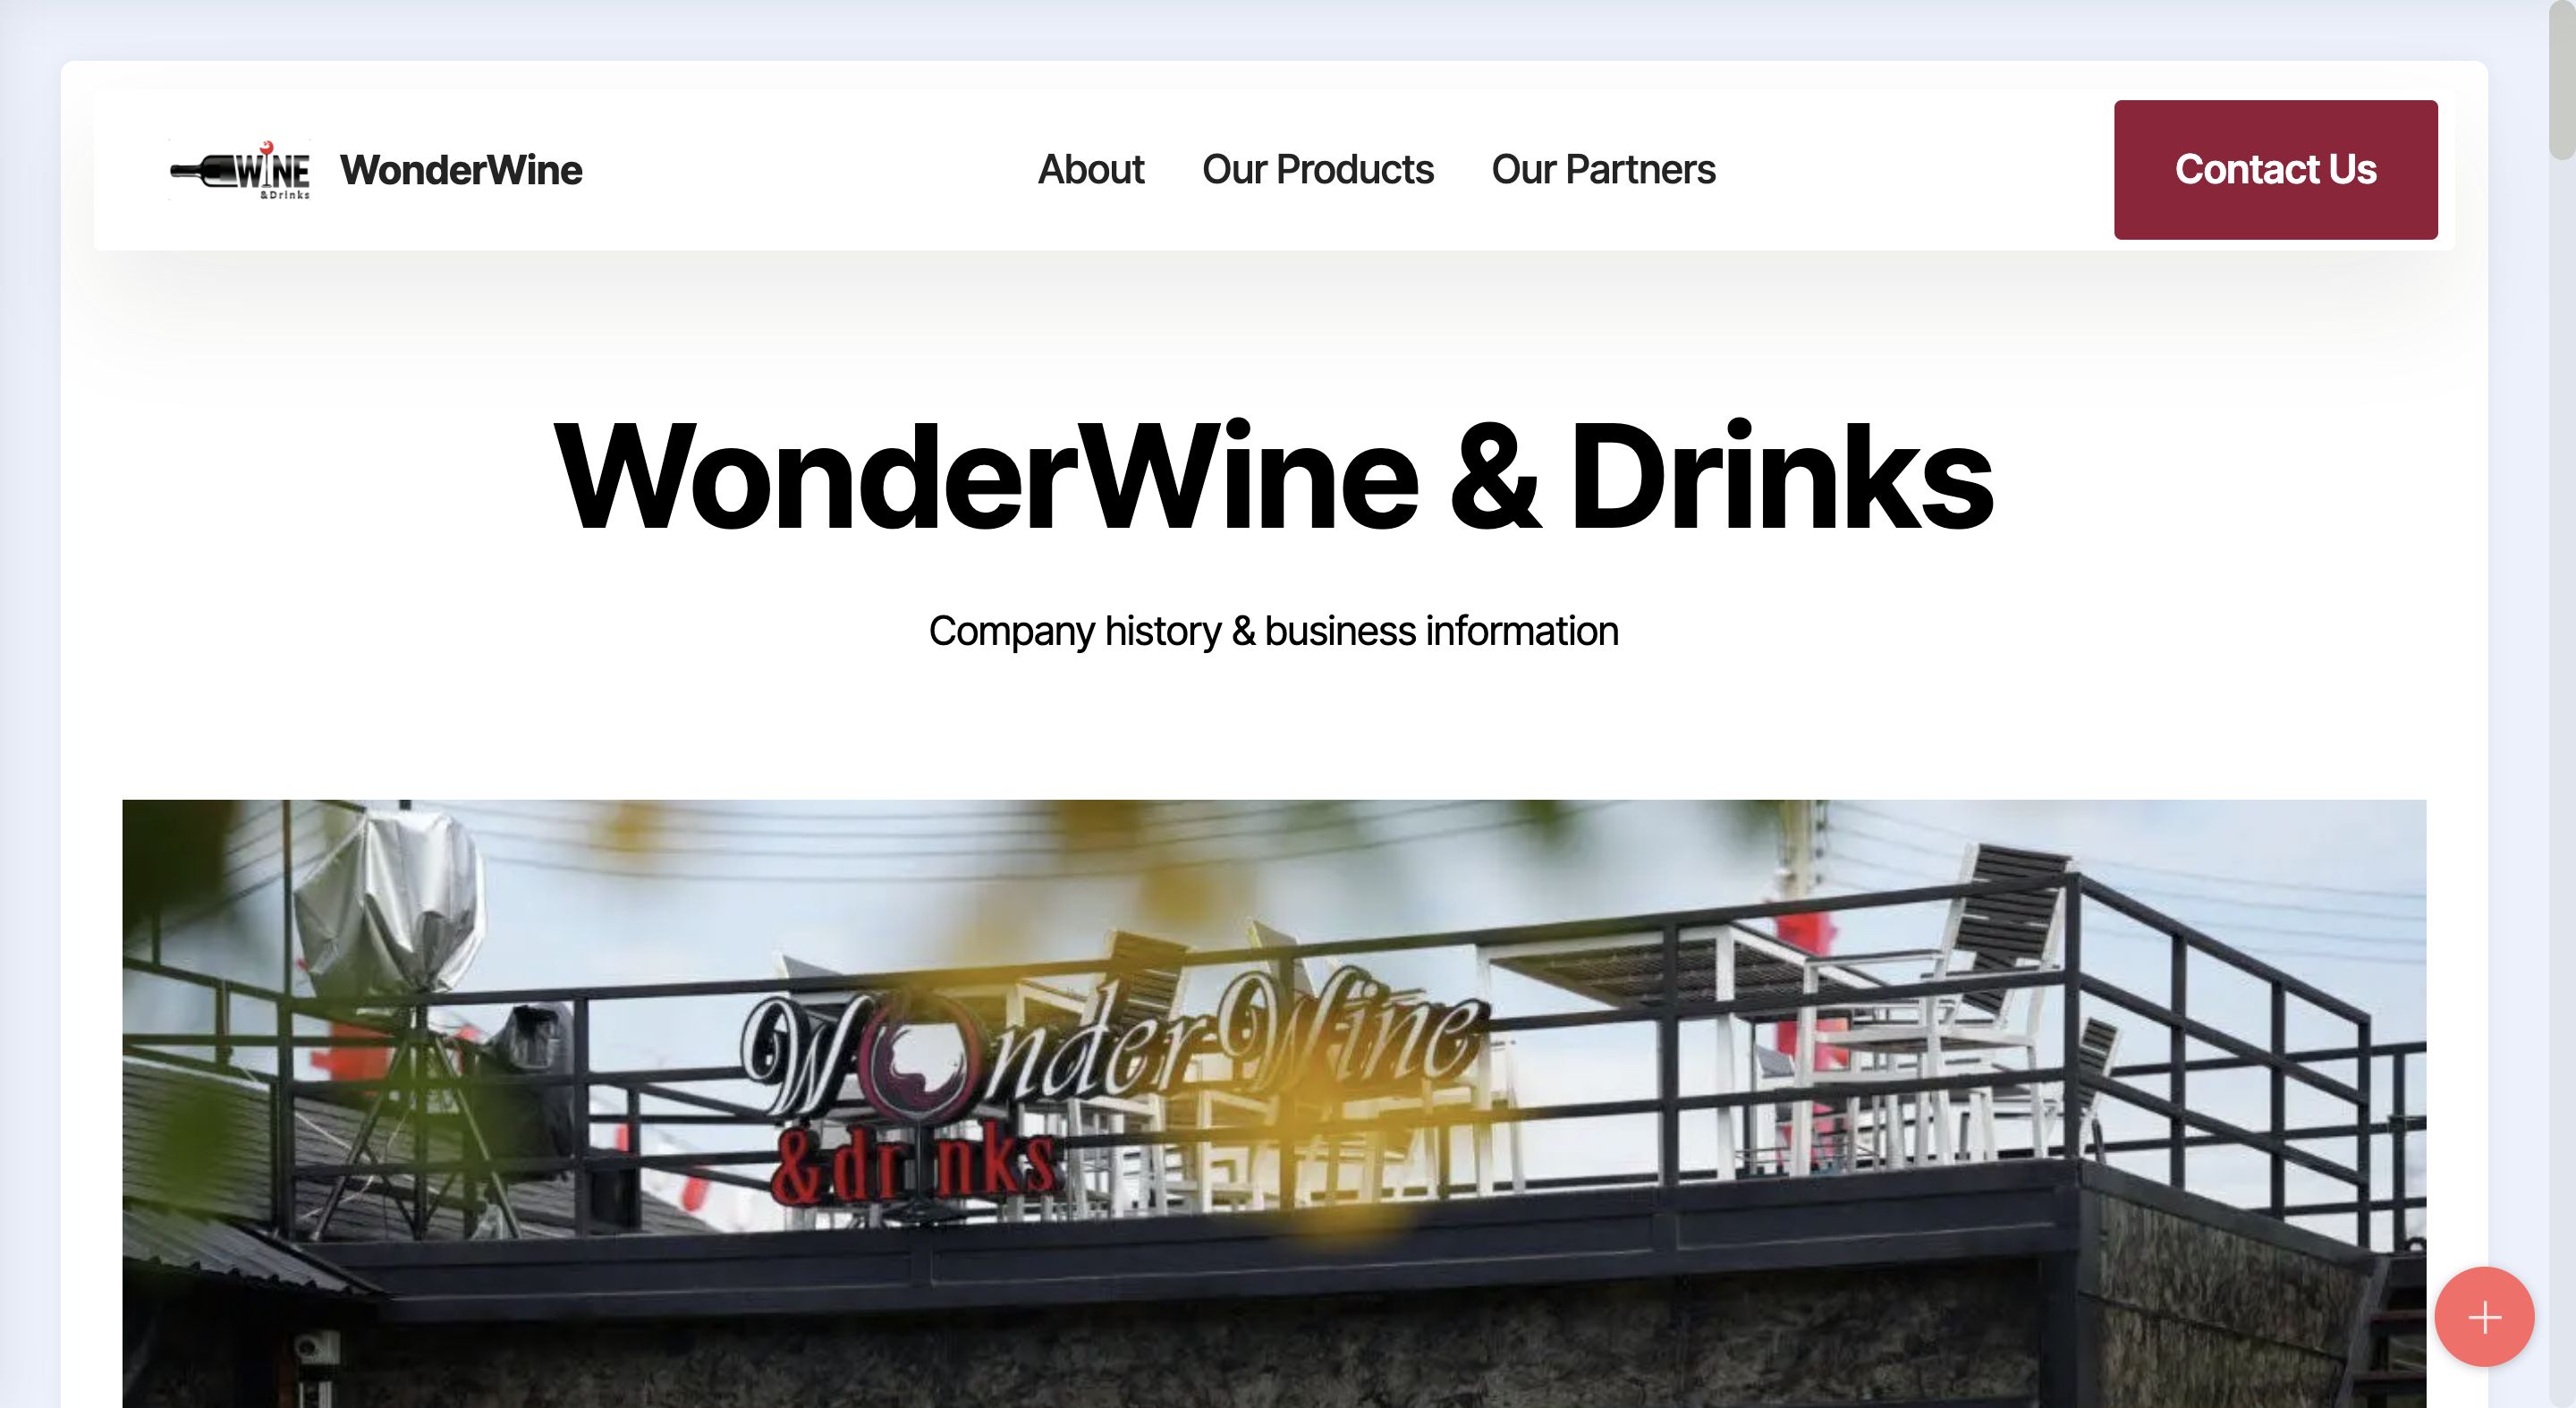 WINE
&Drinks
WonderWine
About
Our Products
Our Partners
Contact Us
WonderWine & Drinks
Company history & business information
WonderWine
&drinks